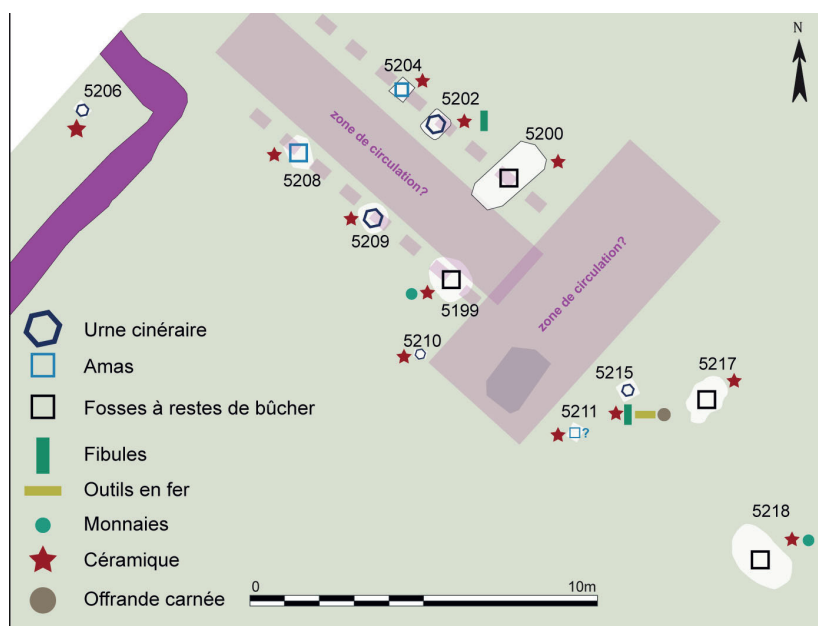 N
5204
5206
5202
5200
zone de circulation?
5208
5209
zone de circulation?
5199
5210
5217
5215
5211
?
5218
Urne cinéraire
Amas
Fosses à restes de bûcher
Fibules
Outils en fer
Monnaies
Céramique
Offrande carnée
0 10m